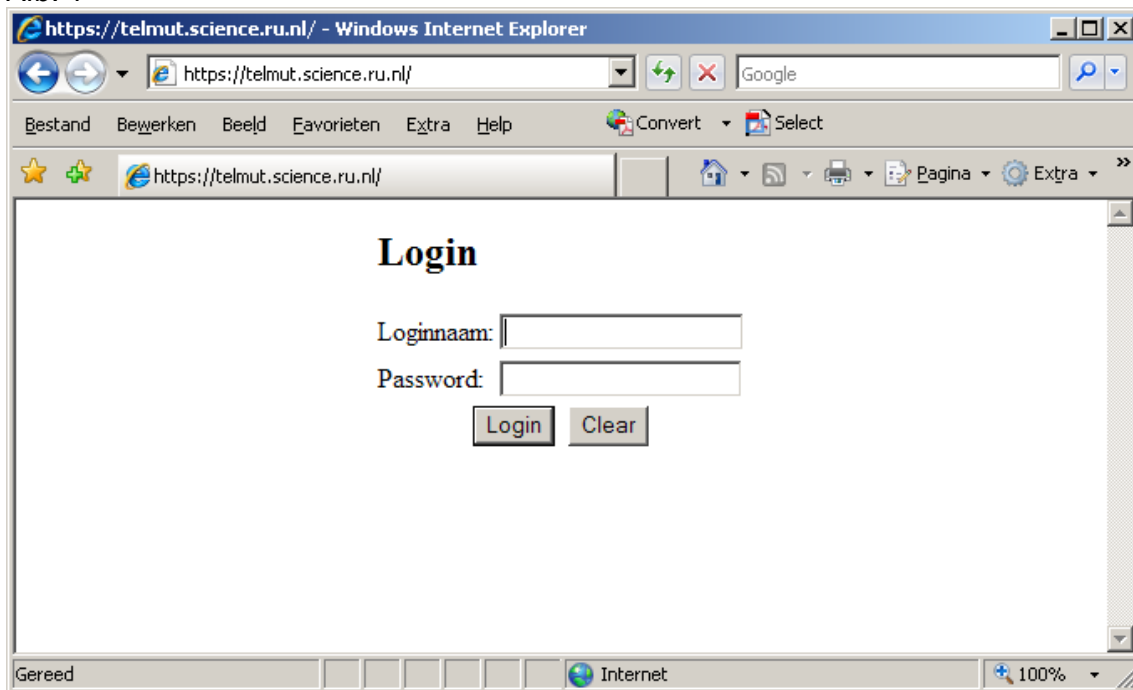 https://telmut.science.ru.nl/ - Windows Internet Explorer
https://telmut.science.ru.nl/ Google
Bestand Bewerken Beeld Favorieten Extra Help Convert Select
https://telmut.science.ru.nl/ Pagina Extra »
Login
Loginnaam:
Password:
Login Clear
Gereed Internet 100%